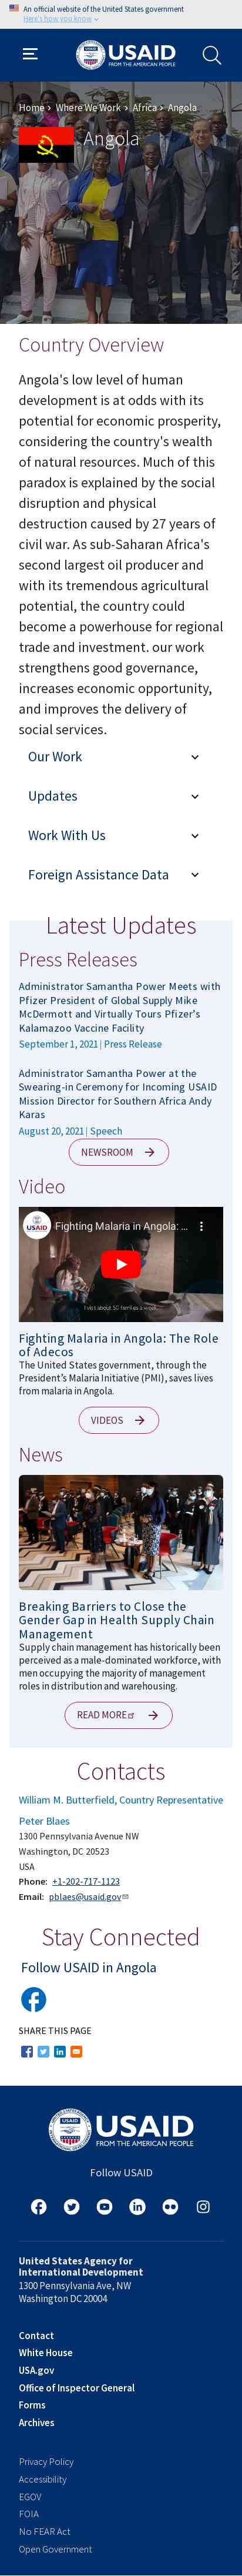 An official website of the United States government
Here's how you know
USAID
FROM THE AMERICAN PEOPLE
Home > Where We Work > Africa > Angola
Angola
Country Overview
Angola's low level of human
development is at odds with its
potential for economic prosperity,
considering the country's wealth
of natural resources. Much of this
paradox is explained by the social
disintegration and physical
destruction caused by 27 years of
civil war. As sub-Saharan Africa's
second largest oil producer and
with its tremendous agricultural
potential, the country could
become a powerhouse for regional
trade and improved nutrition. our
work strengthens good governance,
increases economic opportunity,
and improves the delivery of
social services.
Our Work
Updates
Work With Us
Foreign Assistance Data
Latest Updates
Press Releases
Administrator Samantha Power Meets with
Pfizer President of Global Supply Mike
McDermott and Virtually Tours Pfizer’s
Kalamazoo Vaccine Facility
September 1, 2021 | Press Release
Administrator Samantha Power at the
Swearing-in Ceremony for Incoming USAID
Mission Director for Southern Africa Andy
Karas
August 20, 2021 | Speech
NEWSROOM
Video
Fighting Malaria in Angola: ...
I visit about 50 families a week.
Fighting Malaria in Angola: The Role
of Adecos
The United States government, through the
President’s Malaria Initiative (PMI), saves lives
from malaria in Angola.
VIDEOS
News
Breaking Barriers to Close the
Gender Gap in Health Supply Chain
Management
Supply chain management has historically been
perceived as a male-dominated workforce, with
men occupying the majority of management
roles in distribution and warehousing.
READ MORE
Contacts
William M. Butterfield, Country Representative
Peter Blaes
1300 Pennsylvania Avenue NW
Washington, DC 20523
USA
Phone: +1-202-717-1123
Email: pblaes@usaid.gov
Stay Connected
Follow USAID in Angola
SHARE THIS PAGE
USAID
FROM THE AMERICAN PEOPLE
Follow USAID
United States Agency for
International Development
1300 Pennsylvania Ave, NW
Washington DC 20004
Contact
White House
USA.gov
Office of Inspector General
Forms
Archives
Privacy Policy
Accessibility
EGOV
FOIA
No FEAR Act
Open Government